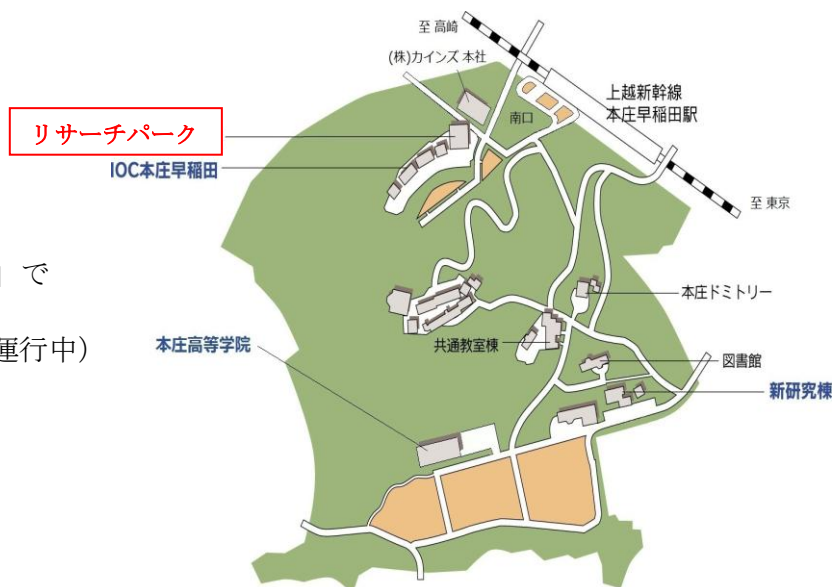 至 高崎
(株)カインズ 本社
上越新幹線
本庄早稲田駅
南口
リサーチパーク
IOC本庄早稲田
至 東京
」で
運行中）
本庄ドミトリー
本庄高等学院
共通教室棟
図書館
新研究棟